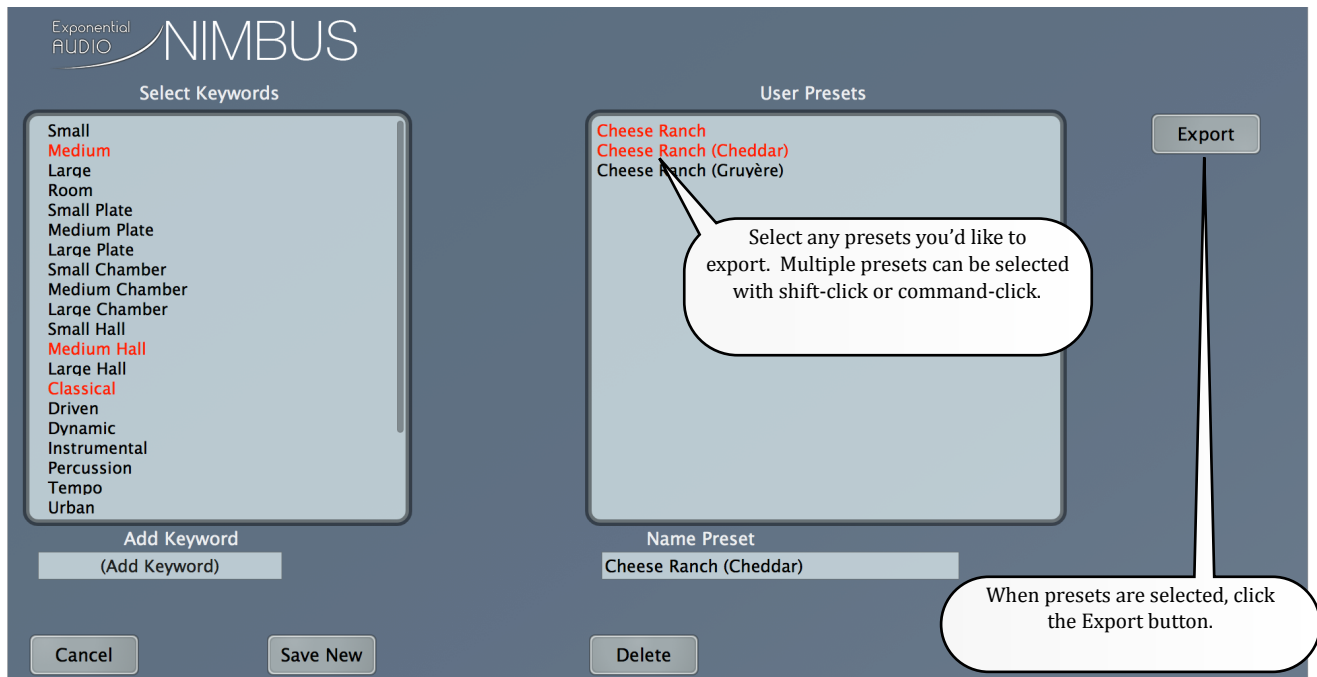 Exponential
AUDIO
NIMBUS
Select Keywords
Small
Medium
Large
Room
Small Plate
Medium Plate
Large Plate
Small Chamber
Medium Chamber
Large Chamber
Small Hall
Medium Hall
Large Hall
Classical
Driven
Dynamic
Instrumental
Percussion
Tempo
Urban
Add Keyword
(Add Keyword)
Cancel
Save New
User Presets
Cheese Ranch
Cheese Ranch (Cheddar)
Cheese Ranch (Gruyère)
Select any presets you’d like to
export. Multiple presets can be selected
with shift-click or command-click.
Name Preset
Cheese Ranch (Cheddar)
Delete
Export
When presets are selected, click
the Export button.